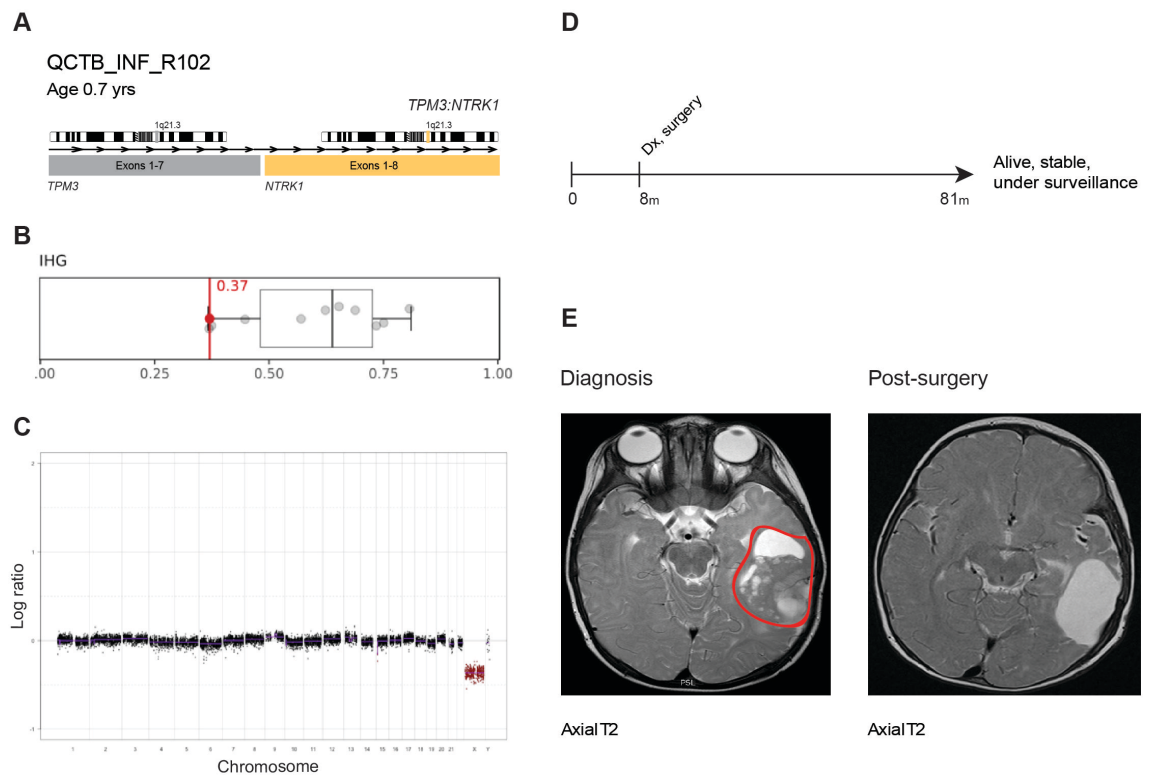 A
QCTB_INF_R102
Age 0.7 yrs
TPM3:NTRK1
1q21.3 1q21.3
Exons 1-7 Exons 1-8
TPM3 NTRK1
B
IHG
0.37
.00 0.25 0.50 0.75 1.00
C
Log ratio
2
1
0
-1
1 2 3 4 5 6 7 8 9 10 11 12 13 14 15 16 17 18 19 20 21 X Y
Chromosome
D
Dx, surgery
0 8m 81m
Alive, stable,
under surveillance
E
Diagnosis Post-surgery
PSL
Axial T2 Axial T2